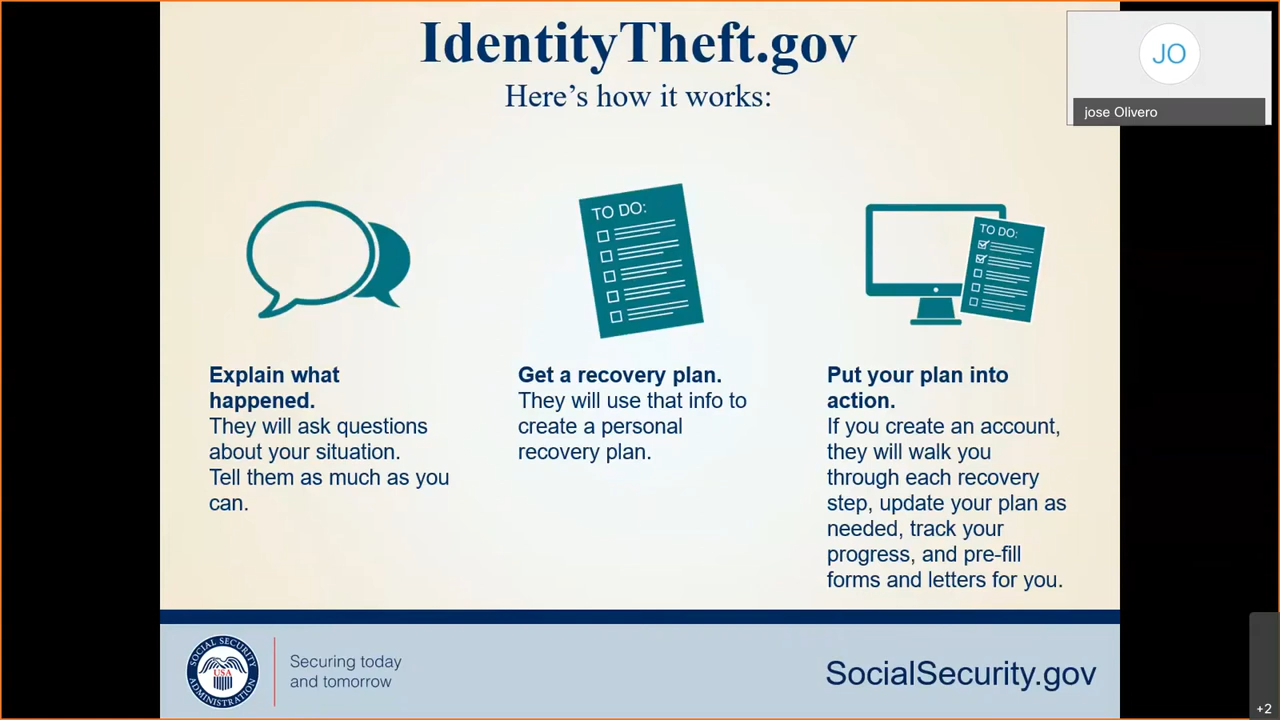 IdentityTheft.gov
Here's how it works:
JO
jose Olivero
TO DO:
TO DO:
Explain what
happened.
They will ask questions
about your situation.
Tell them as much as you
can.
Get a recovery plan.
They will use that info to
create a personal
recovery plan.
Put your plan into
action.
If you create an account,
they will walk you
through each recovery
step, update your plan as
needed, track your
progress, and pre-fill
forms and letters for you.
SOCIAL SECURITY ADMINISTRATION
USA
Securing today
and tomorrow
SocialSecurity.gov
+2